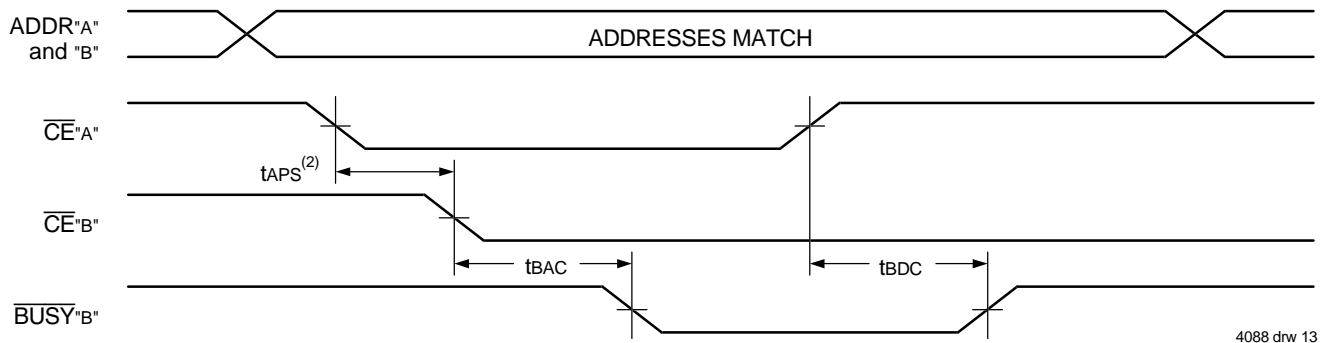 ADDR"A"
and "B"
ADDRESSES MATCH
CE"A"
tAPS(2)
CE"B"
tBAC
tBDC
BUSY"B"
4088 drw 13